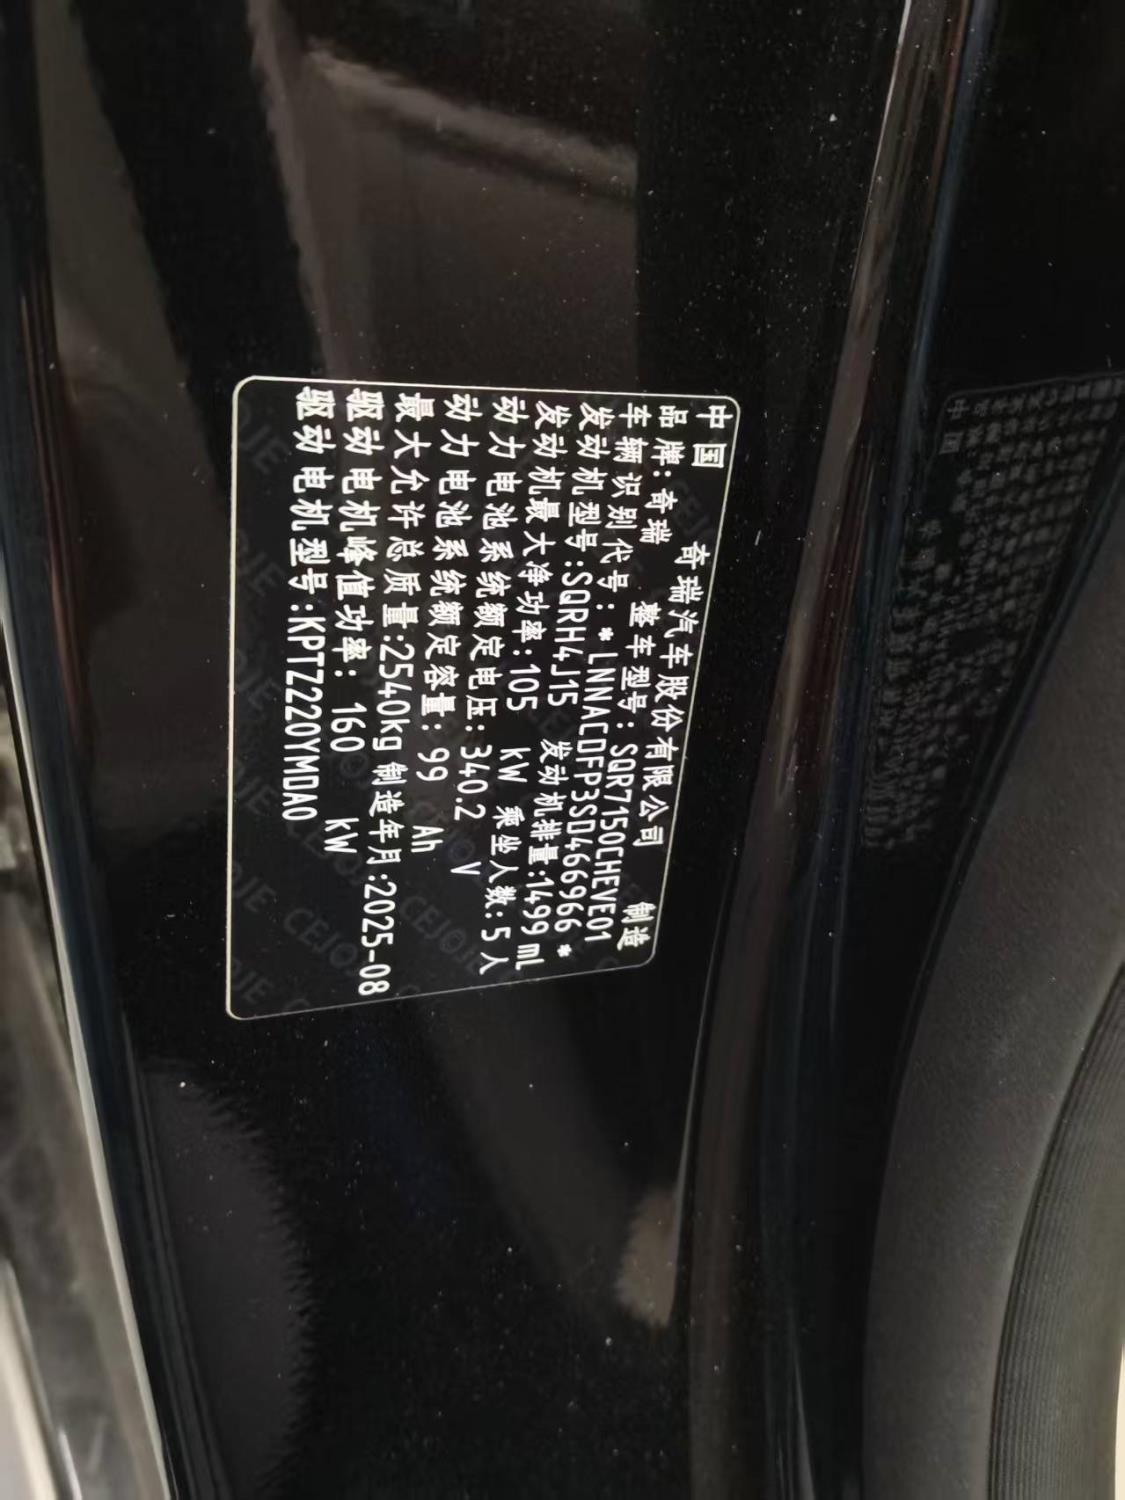 中国 奇瑞汽车股份有限公司 制造
品牌:奇瑞 整车型号:SQR7150CHEVE01
车辆识别代号:*LNNACDFP3SD466966*
发动机型号:SQRH4J15 发动机排量:1499mL
发动机最大净功率:105 kW 乘坐人数:5人
动力电池系统额定电压:340.2 V
动力电池系统额定容量:99 Ah
最大允许总质量:2540kg 制造年月:2025-08
驱动电机峰值功率:160 kW
驱动电机型号:KPTZ220YMDA0